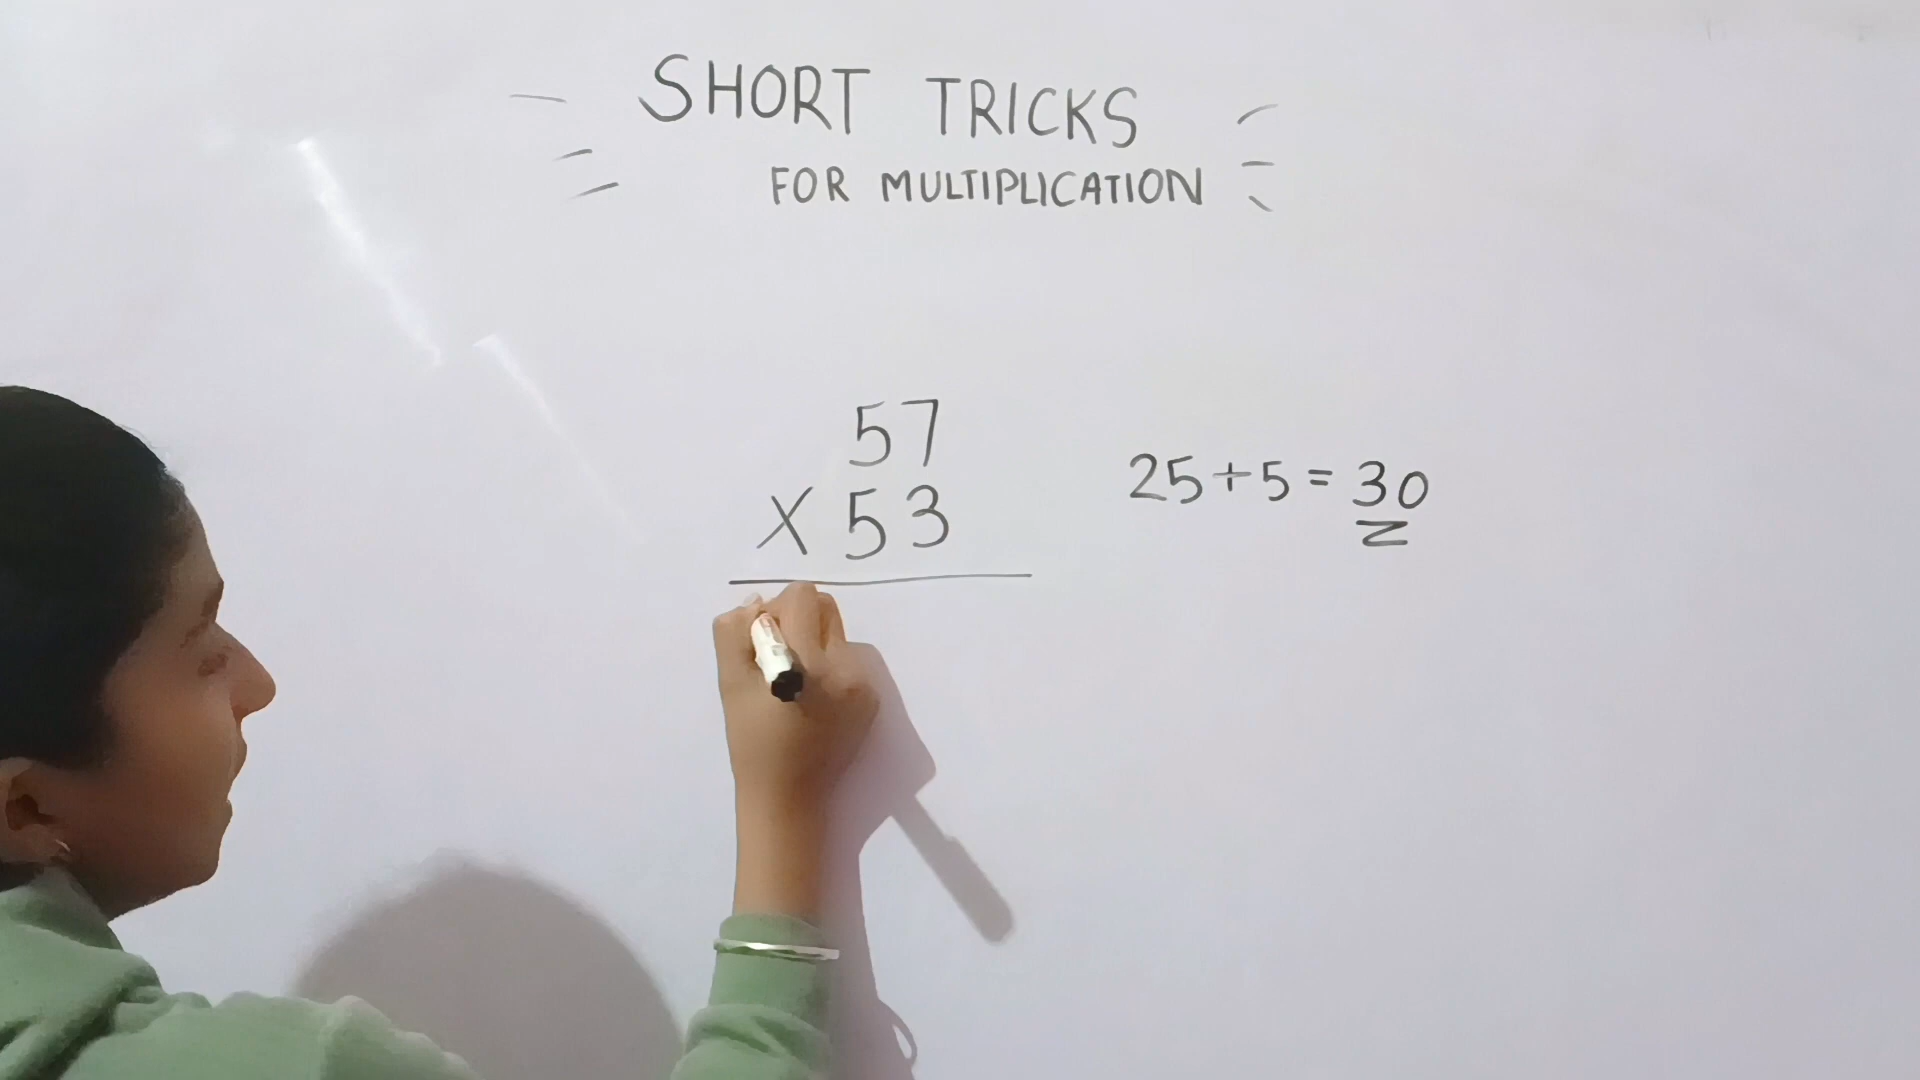 SHORT TRICKS
FOR MULTIPLICATION
57
X 53
25+5=30